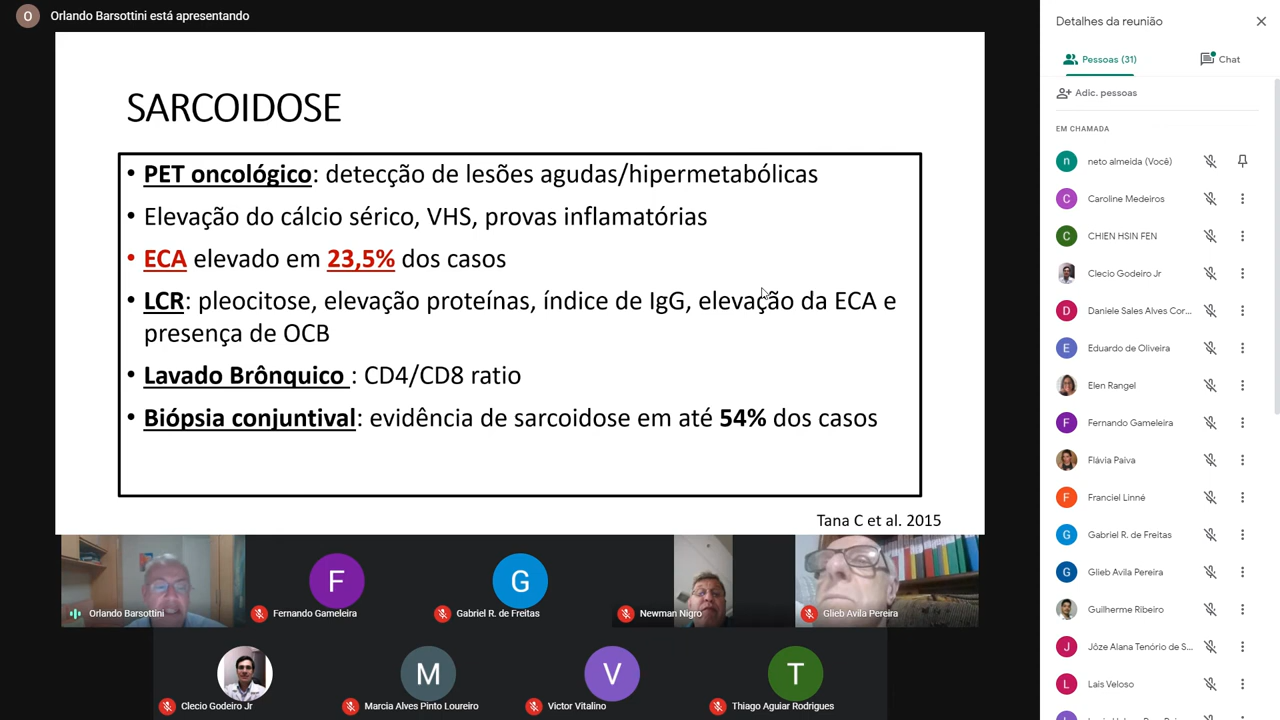 O
Orlando Barsottini está apresentando
SARCOIDOSE
• PET oncológico: detecção de lesões agudas/hipermetabólicas
• Elevação do cálcio sérico, VHS, provas inflamatórias
• ECA elevado em 23,5% dos casos
• LCR: pleocitose, elevação proteínas, índice de IgG, elevação da ECA e
presença de OCB
• Lavado Brônquico : CD4/CD8 ratio
• Biópsia conjuntival: evidência de sarcoidose em até 54% dos casos
Tana C et al. 2015
Orlando Barsottini
F
Fernando Gameleira
G
Gabriel R. de Freitas
Newman Nigro
Glieb Avila Pereira
Clecio Godeiro Jr
M
Marcia Alves Pinto Loureiro
V
Victor Vitalino
T
Thiago Aguiar Rodrigues
Detalhes da reunião
Pessoas (31)
Chat
Adic. pessoas
EM CHAMADA
n
neto almeida (Você)
C
Caroline Medeiros
C
CHIEN HSIN FEN
Clecio Godeiro Jr
D
Daniele Sales Alves Cor...
E
Eduardo de Oliveira
Elen Rangel
F
Fernando Gameleira
Flávia Paiva
F
Franciel Linné
G
Gabriel R. de Freitas
G
Glieb Avila Pereira
Guilherme Ribeiro
J
Jôze Alana Tenório de S...
L
Laís Veloso